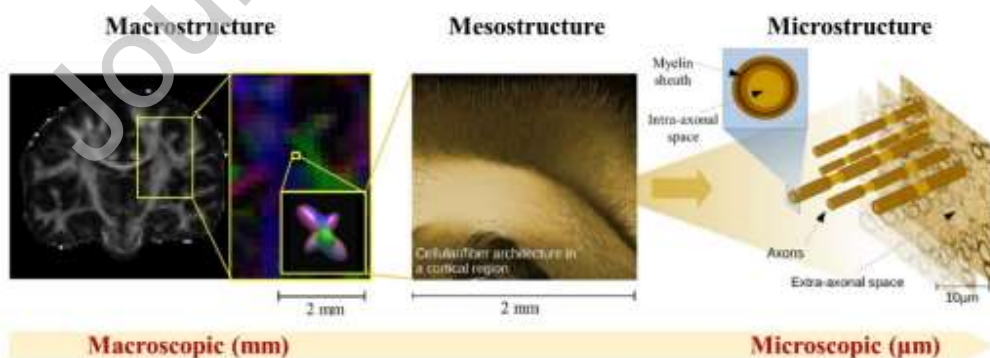 Jou
Macrostructure
Mesostructure
Microstructure
Myelin
sheath
Intra-axonal
space
Cellular/fiber architecture in
a cortical region
Axons
Extra-axonal space
10μm
2 mm
2 mm
Macroscopic (mm)
Microscopic (μm)